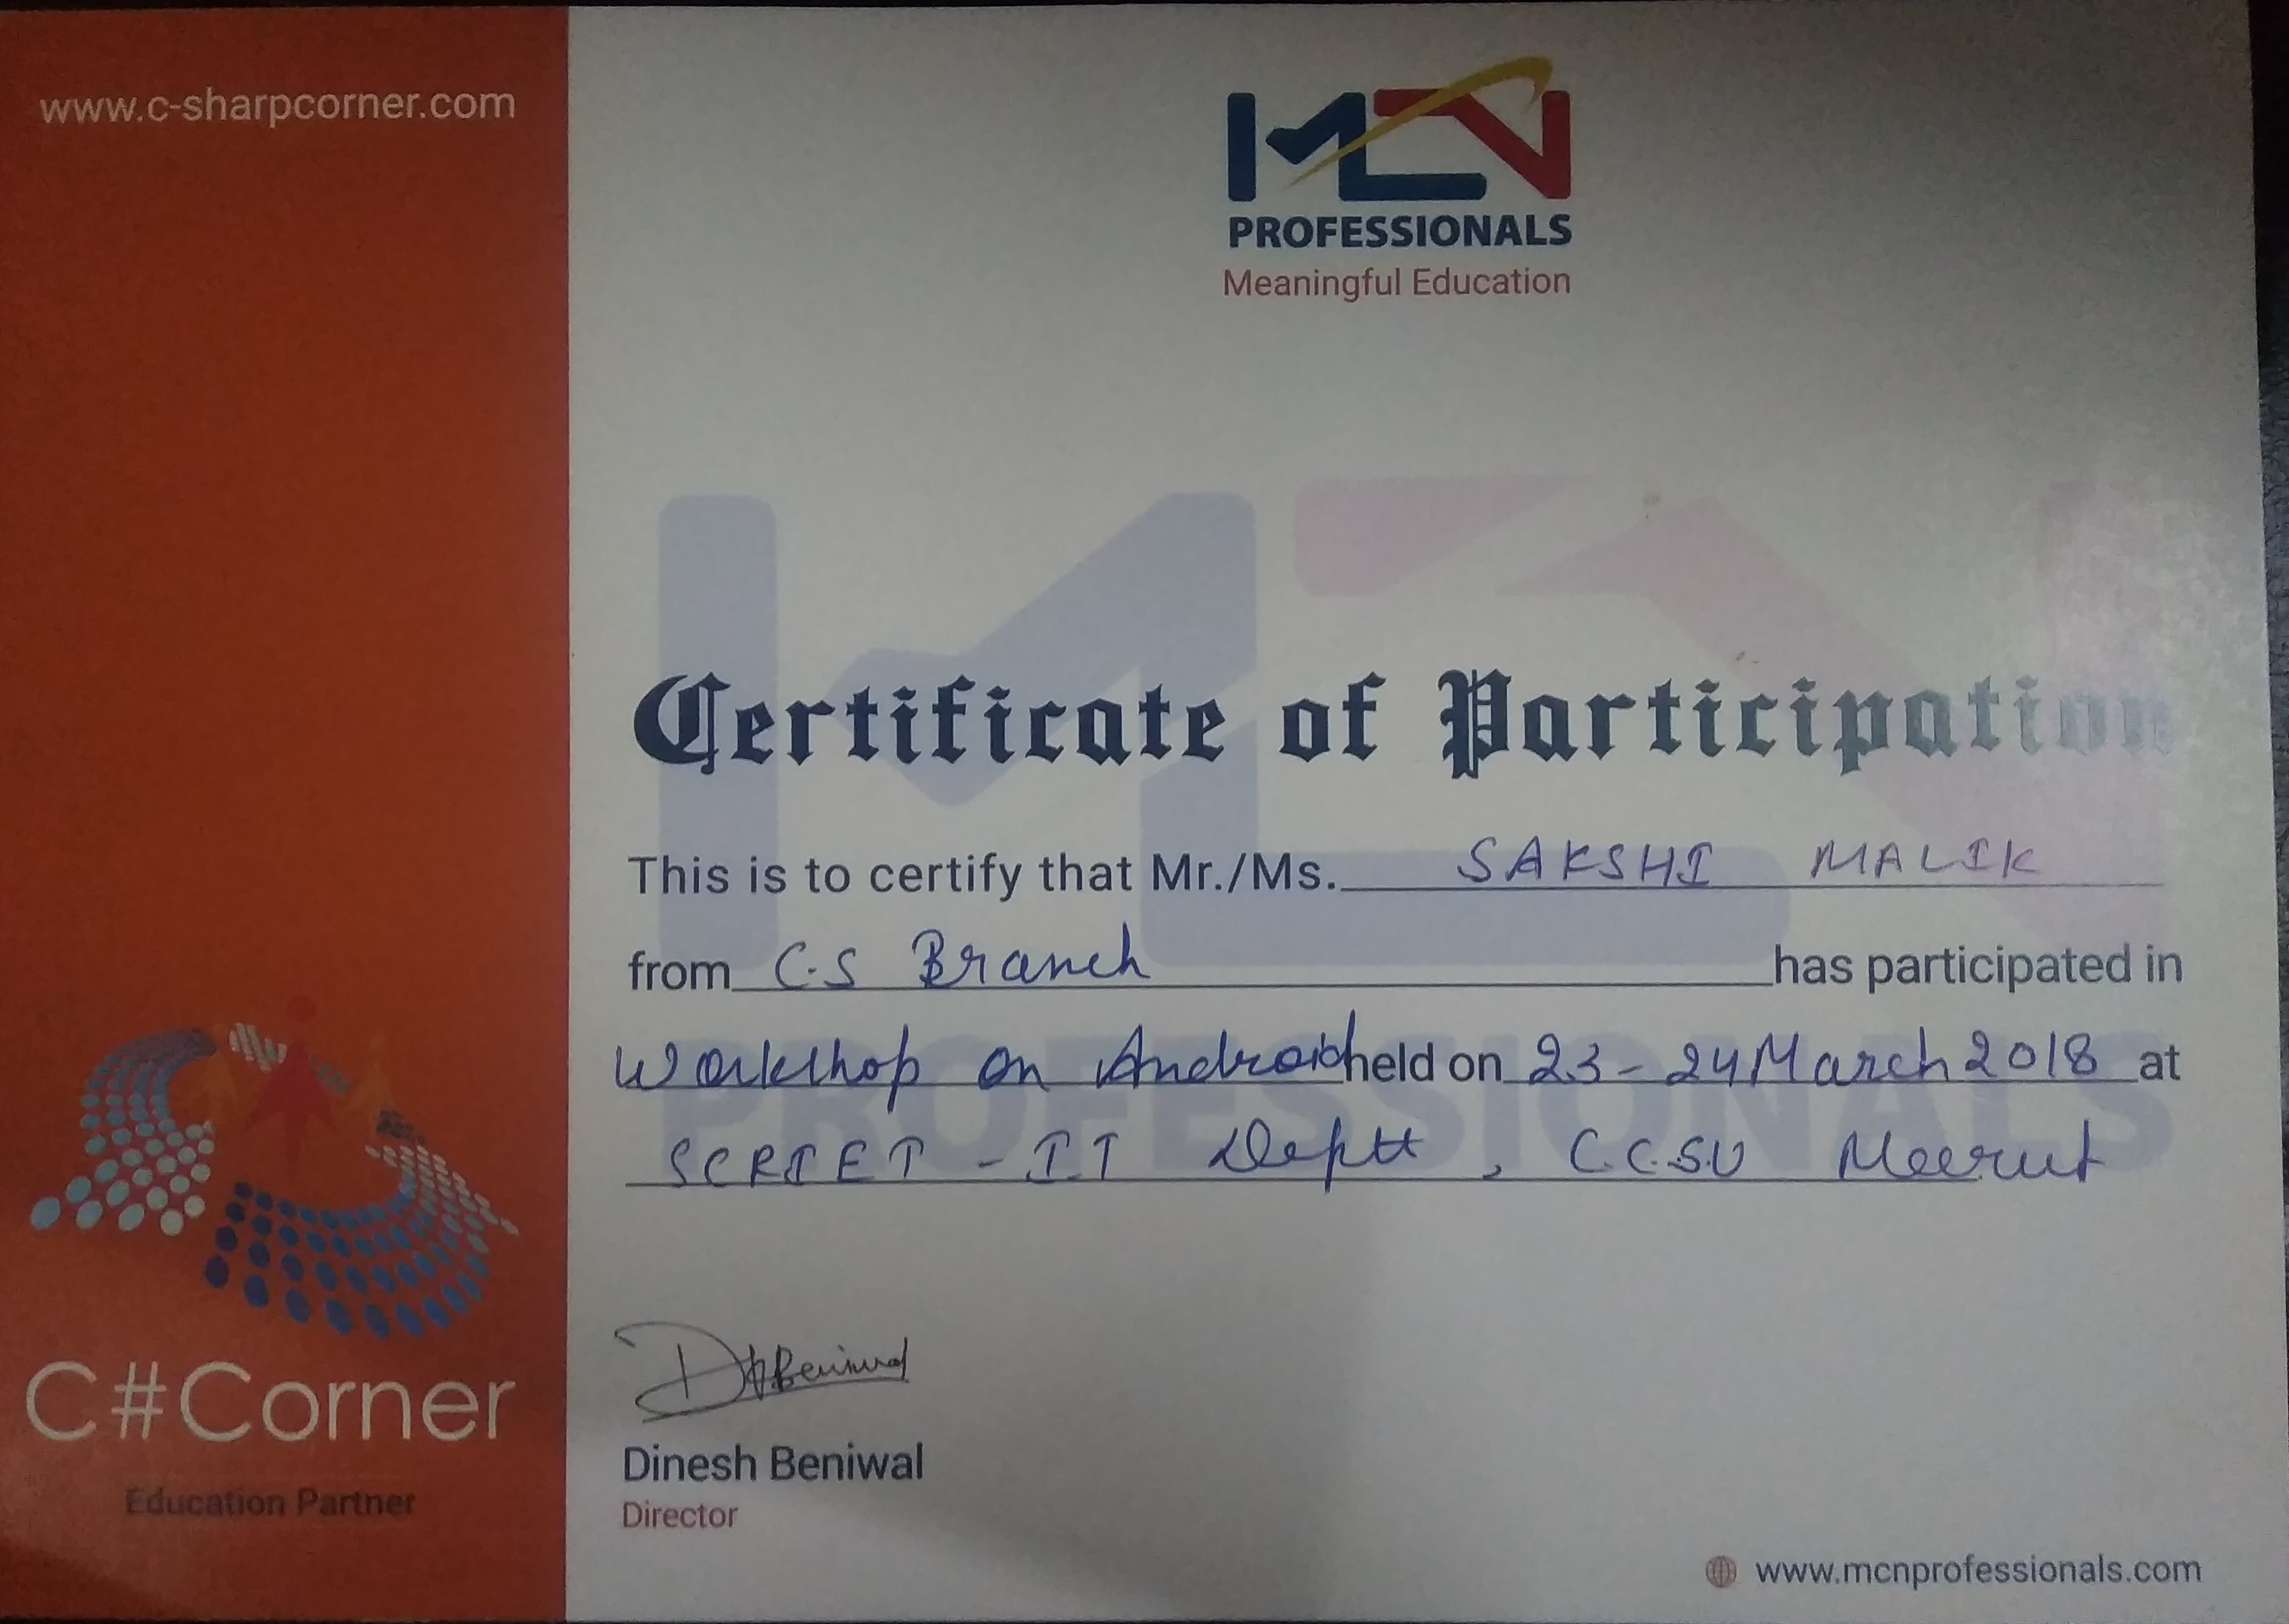 www.c-sharpcorner.com
MCN
PROFESSIONALS
Meaningful Education
Certificate of Participation
This is to certify that Mr./Ms. SAKSHI MALIK
from C.S Branch has participated in
Workshop on Android held on 23-24 March 2018 at
SCRIET - IT Deptt, C.C.S.U Meerut
DBeniwal
Dinesh Beniwal
Director
C#Corner
Education Partner
www.mcnprofessionals.com